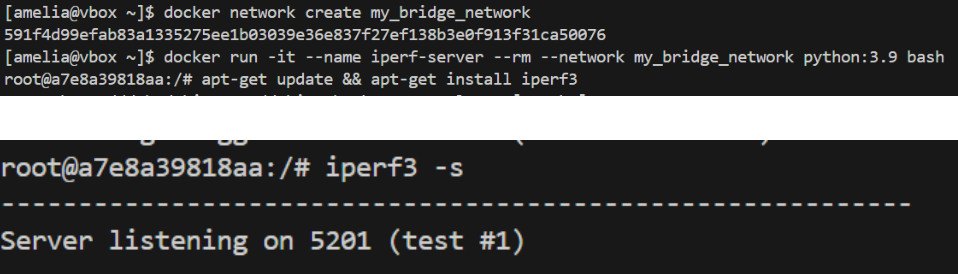 [amelia@vbox ~]$ docker network create my_bridge_network
591f4d99efab83a1335275ee1b03039e36e837f27ef138b3e0f913f31ca50076
[amelia@vbox ~]$ docker run -it --name iperf-server --rm --network my_bridge_network python:3.9 bash
root@a7e8a39818aa:/# apt-get update && apt-get install iperf3
root@a7e8a39818aa:/# iperf3 -s
-----------------------------------------------------------
Server listening on 5201 (test #1)